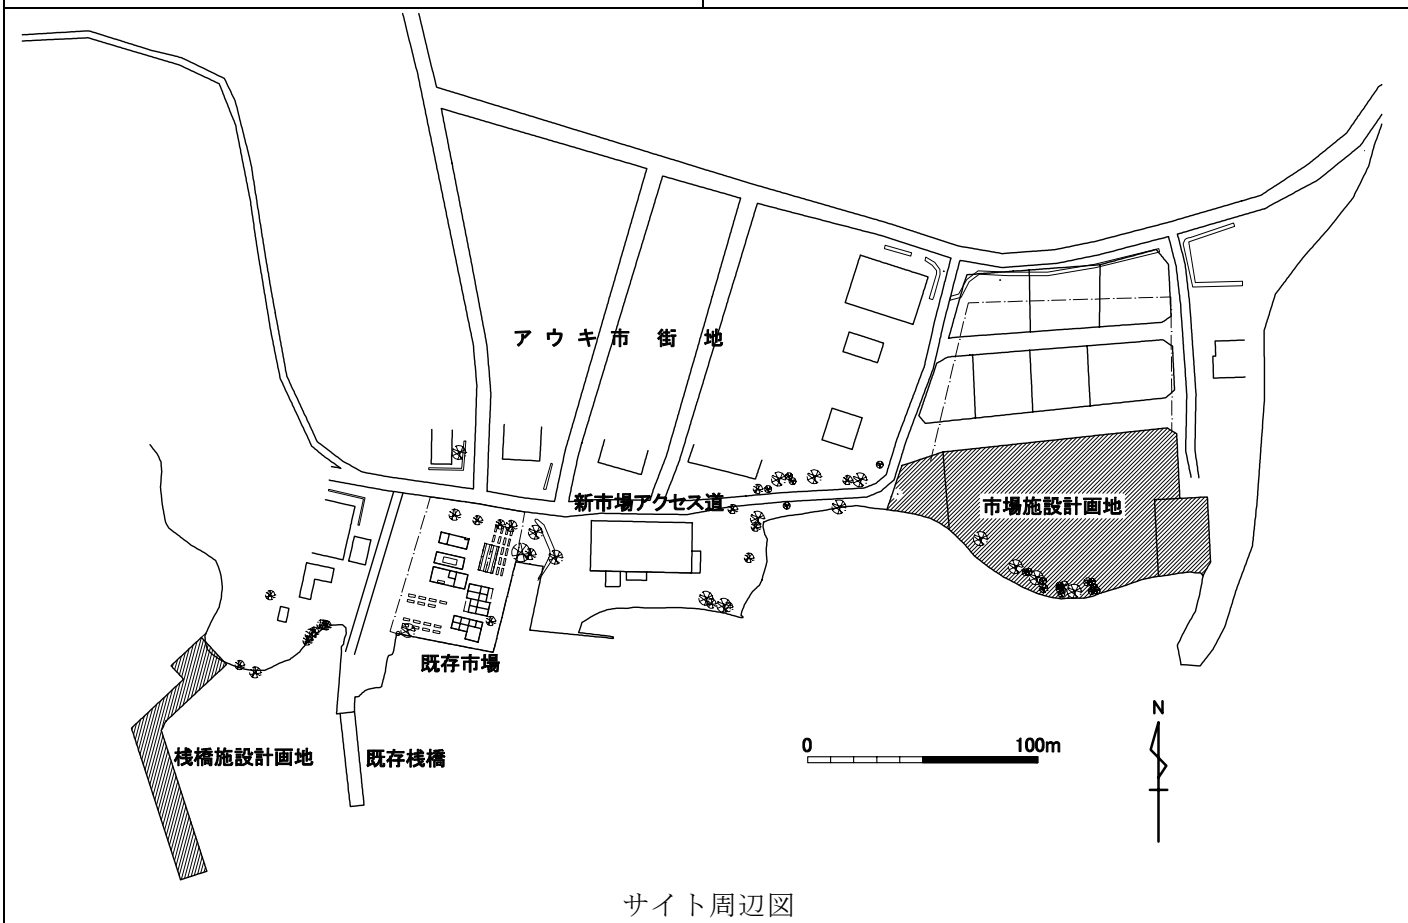 アウキ市街地
新市場アクセス道
市場施設計画地
既存市場
桟橋施設計画地
既存桟橋
0
100m
N
サイト周辺図